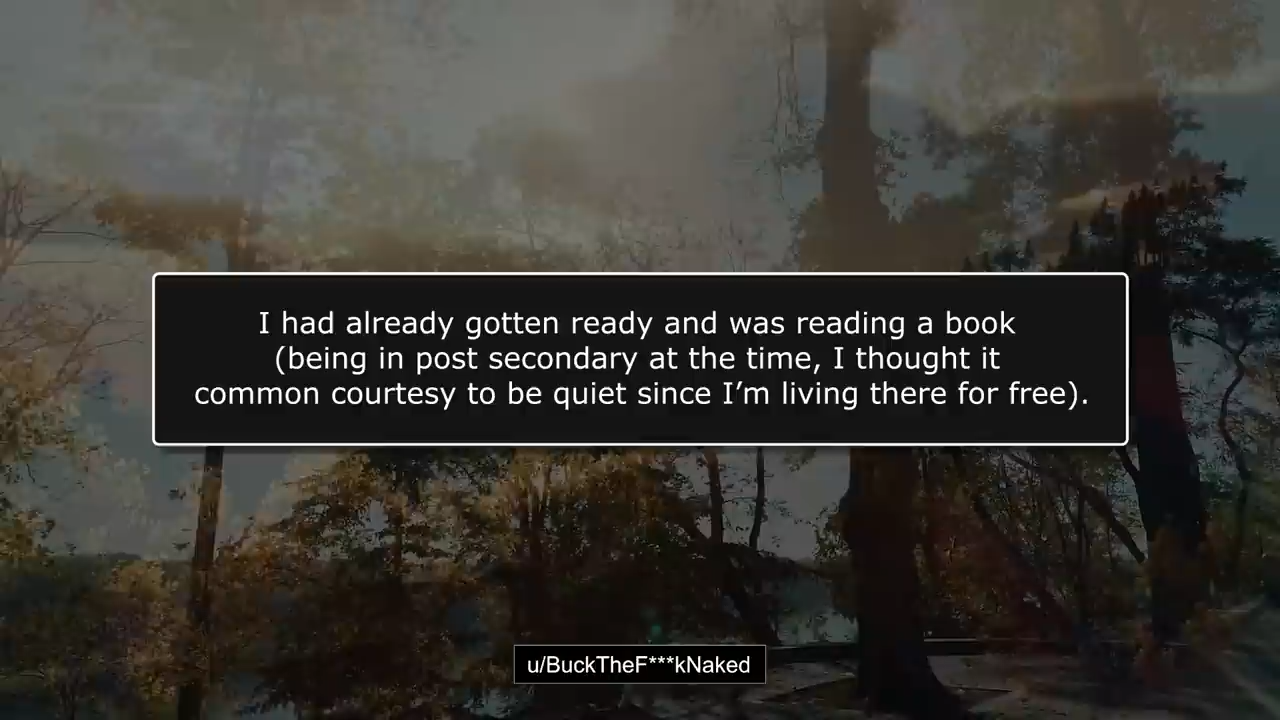 I had already gotten ready and was reading a book
(being in post secondary at the time, I thought it
common courtesy to be quiet since I’m living there for free).
u/BuckTheF***kNaked